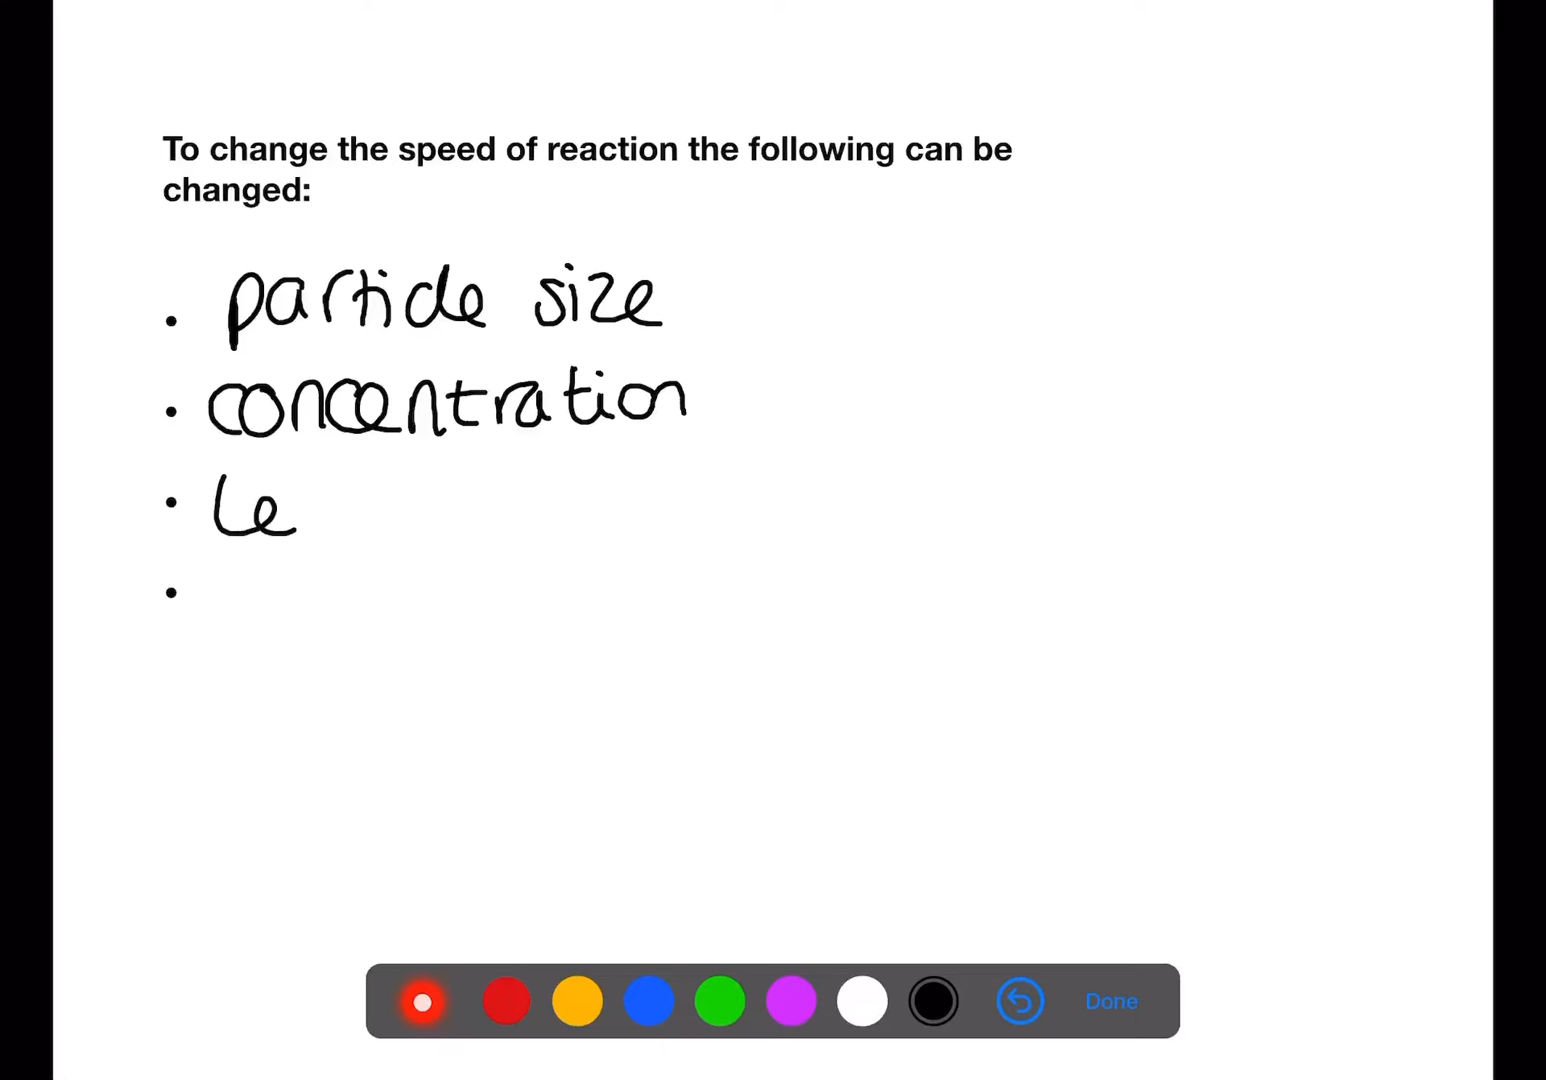 To change the speed of reaction the following can be
changed:
• particle size
• concentration
• Le
•
Done